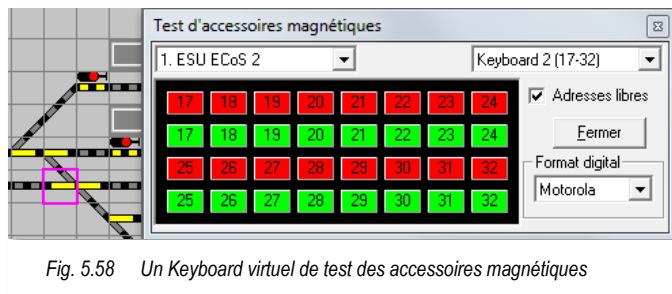 Test d'accessoires magnétiques
1. ESU ECoS 2
Keyboard 2 (17-32)
17 18 19 20 21 22 23 24
17 18 19 20 21 22 23 24
25 26 27 28 29 30 31 32
25 26 27 28 29 30 31 32
Adresses libres
Fermer
Format digital
Motorola
Fig. 5.58 Un Keyboard virtuel de test des accessoires magnétiques